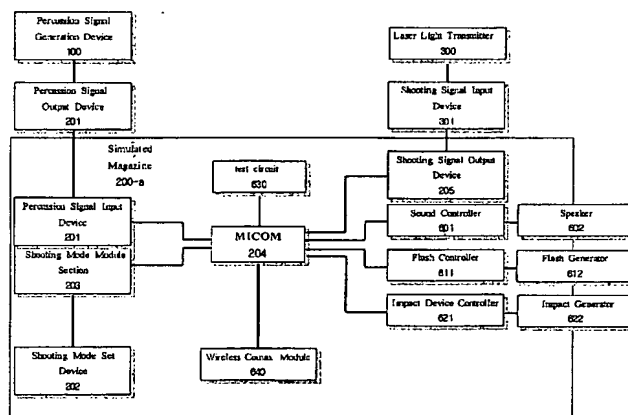 Percussion Signal
Generation Device
100
Percussion Signal
Output Device
201
Simulated
Magazine
200-a
Percussion Signal Input
Device
201
Shooting Mode Module
Section
203
Shooting Mode Set
Device
202
test circuit
630
MICOM
204
Wireless Comm. Module
640
Laser Light Transmitter
300
Shooting Signal Input
Device
301
Shooting Signal Output
Device
205
Sound Controller
601
Speaker
602
Flash Controller
611
Flash Generator
612
Impact Device Controller
621
Impact Generator
622